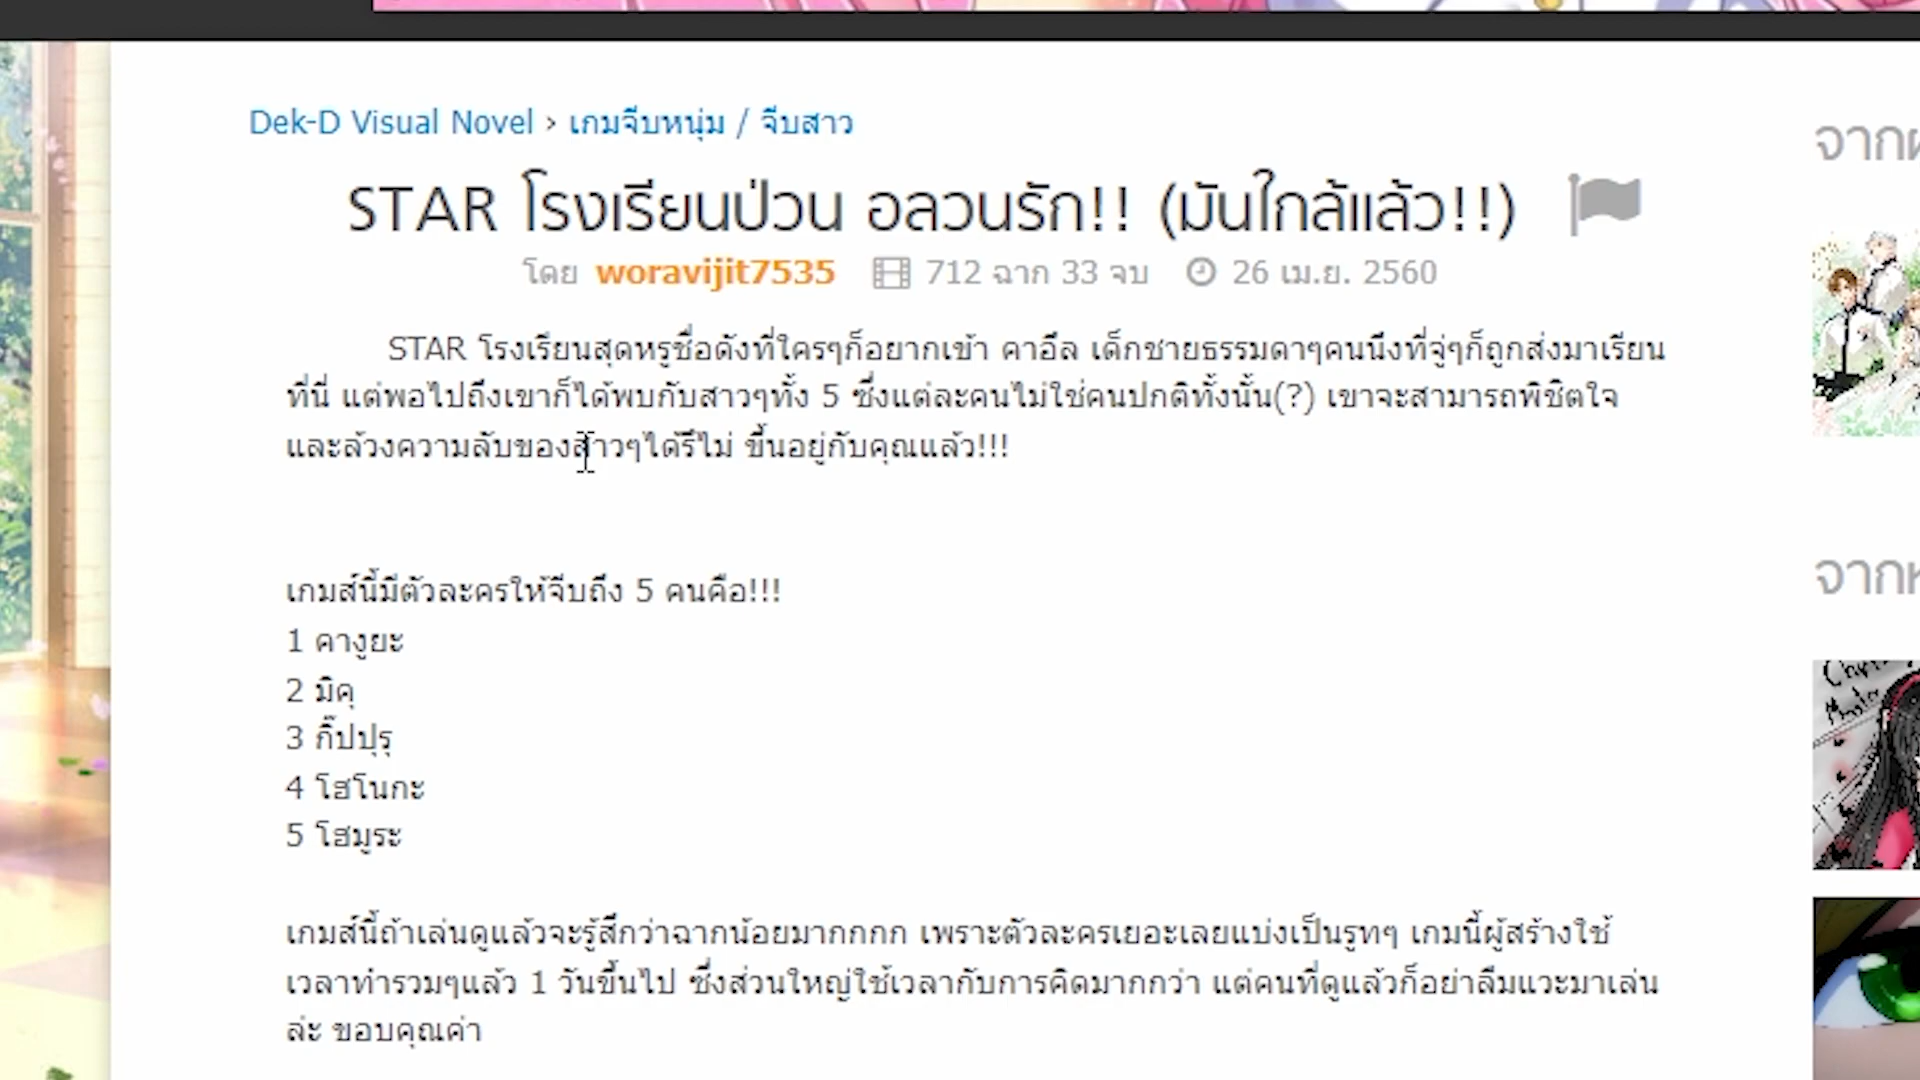 Dek-D Visual Novel › เกมจีบหนุ่ม / จีบสาว
STAR โรงเรียนป่วน อลวนรัก!! (มันใกล้แล้ว!!)
โดย woravijit7535 712 ฉาก 33 จบ 26 เม.ย. 2560
STAR โรงเรียนสุดหรูชื่อดังที่ใครๆก็อยากเข้า คาอึล เด็กชายธรรมดาๆคนนึงที่จู่ๆก็ถูกส่งมาเรียน
ที่นี่ แต่พอไปถึงเขาก็ได้พบกับสาวๆทั้ง 5 ซึ่งแต่ละคนไม่ใช่คนปกติทั้งนั้น(?) เขาจะสามารถพิชิตใจ
และล้วงความลับของสาวๆได้รึไม่ ขึ้นอยู่กับคุณแล้ว!!!
เกมส์นี้มีตัวละครให้จีบถึง 5 คนคือ!!!
1 คางูยะ
2 มิคุ
3 กิ๊ปปุรุ
4 โฮโนกะ
5 โฮมูระ
เกมส์นี้ถ้าเล่นดูแล้วจะรู้สึกว่าฉากน้อยมากกกก เพราะตัวละครเยอะเลยแบ่งเป็นรูทๆ เกมนี้ผู้สร้างใช้
เวลาทำรวมๆแล้ว 1 วันขึ้นไป ซึ่งส่วนใหญ่ใช้เวลากับการคิดมากกว่า แต่คนที่ดูแล้วก็อย่าลืมแวะมาเล่น
ล่ะ ขอบคุณค่า